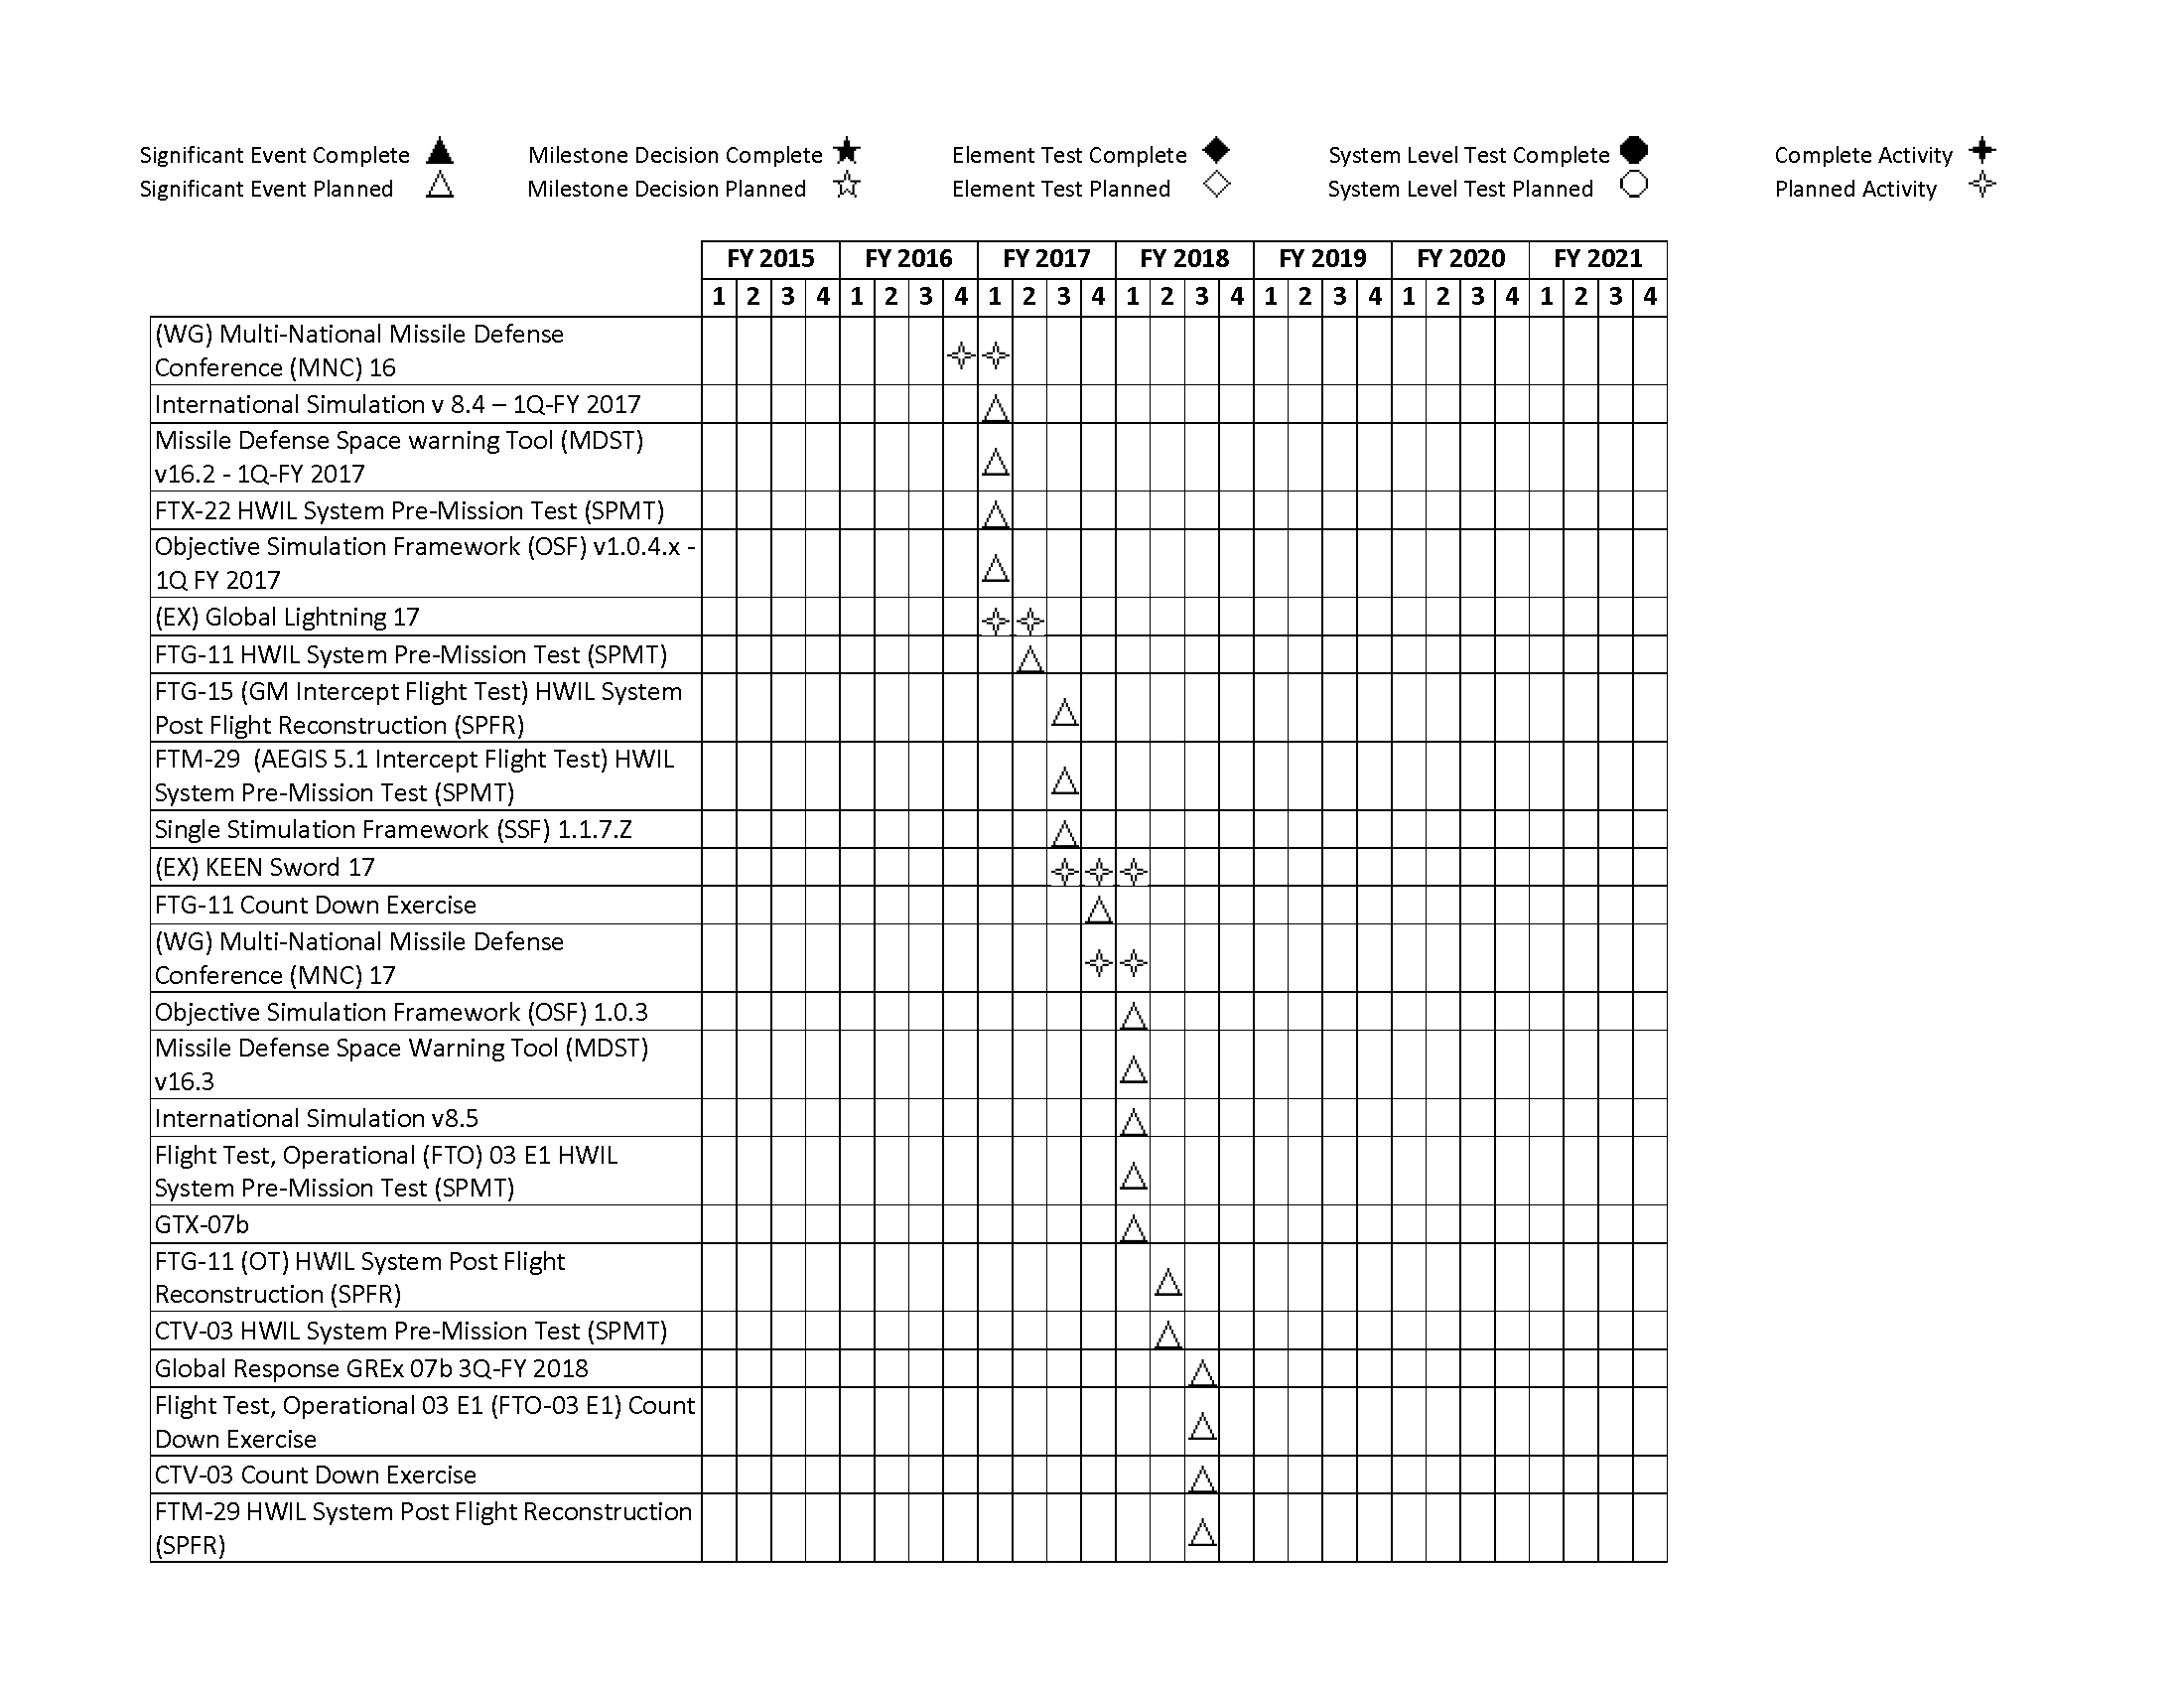 Significant Event Complete
Milestone Decision Complete
Element Test Complete
System Level Test Complete
Complete Activity
Significant Event Planned
Milestone Decision Planned
Element Test Planned
System Level Test Planned
Planned Activity
FY 2015 FY 2016 FY 2017 FY 2018 FY 2019 FY 2020 FY 2021
1 2 3 4 1 2 3 4 1 2 3 4 1 2 3 4 1 2 3 4 1 2 3 4 1 2 3 4
(WG) Multi-National Missile Defense
Conference (MNC) 16
International Simulation v 8.4 – 1Q-FY 2017
Missile Defense Space warning Tool (MDST)
v16.2 - 1Q-FY 2017
FTX-22 HWIL System Pre-Mission Test (SPMT)
Objective Simulation Framework (OSF) v1.0.4.x -
1Q FY 2017
(EX) Global Lightning 17
FTG-11 HWIL System Pre-Mission Test (SPMT)
FTG-15 (GM Intercept Flight Test) HWIL System
Post Flight Reconstruction (SPFR)
FTM-29 (AEGIS 5.1 Intercept Flight Test) HWIL
System Pre-Mission Test (SPMT)
Single Stimulation Framework (SSF) 1.1.7.Z
(EX) KEEN Sword 17
FTG-11 Count Down Exercise
(WG) Multi-National Missile Defense
Conference (MNC) 17
Objective Simulation Framework (OSF) 1.0.3
Missile Defense Space Warning Tool (MDST)
v16.3
International Simulation v8.5
Flight Test, Operational (FTO) 03 E1 HWIL
System Pre-Mission Test (SPMT)
GTX-07b
FTG-11 (OT) HWIL System Post Flight
Reconstruction (SPFR)
CTV-03 HWIL System Pre-Mission Test (SPMT)
Global Response GREx 07b 3Q-FY 2018
Flight Test, Operational 03 E1 (FTO-03 E1) Count
Down Exercise
CTV-03 Count Down Exercise
FTM-29 HWIL System Post Flight Reconstruction
(SPFR)